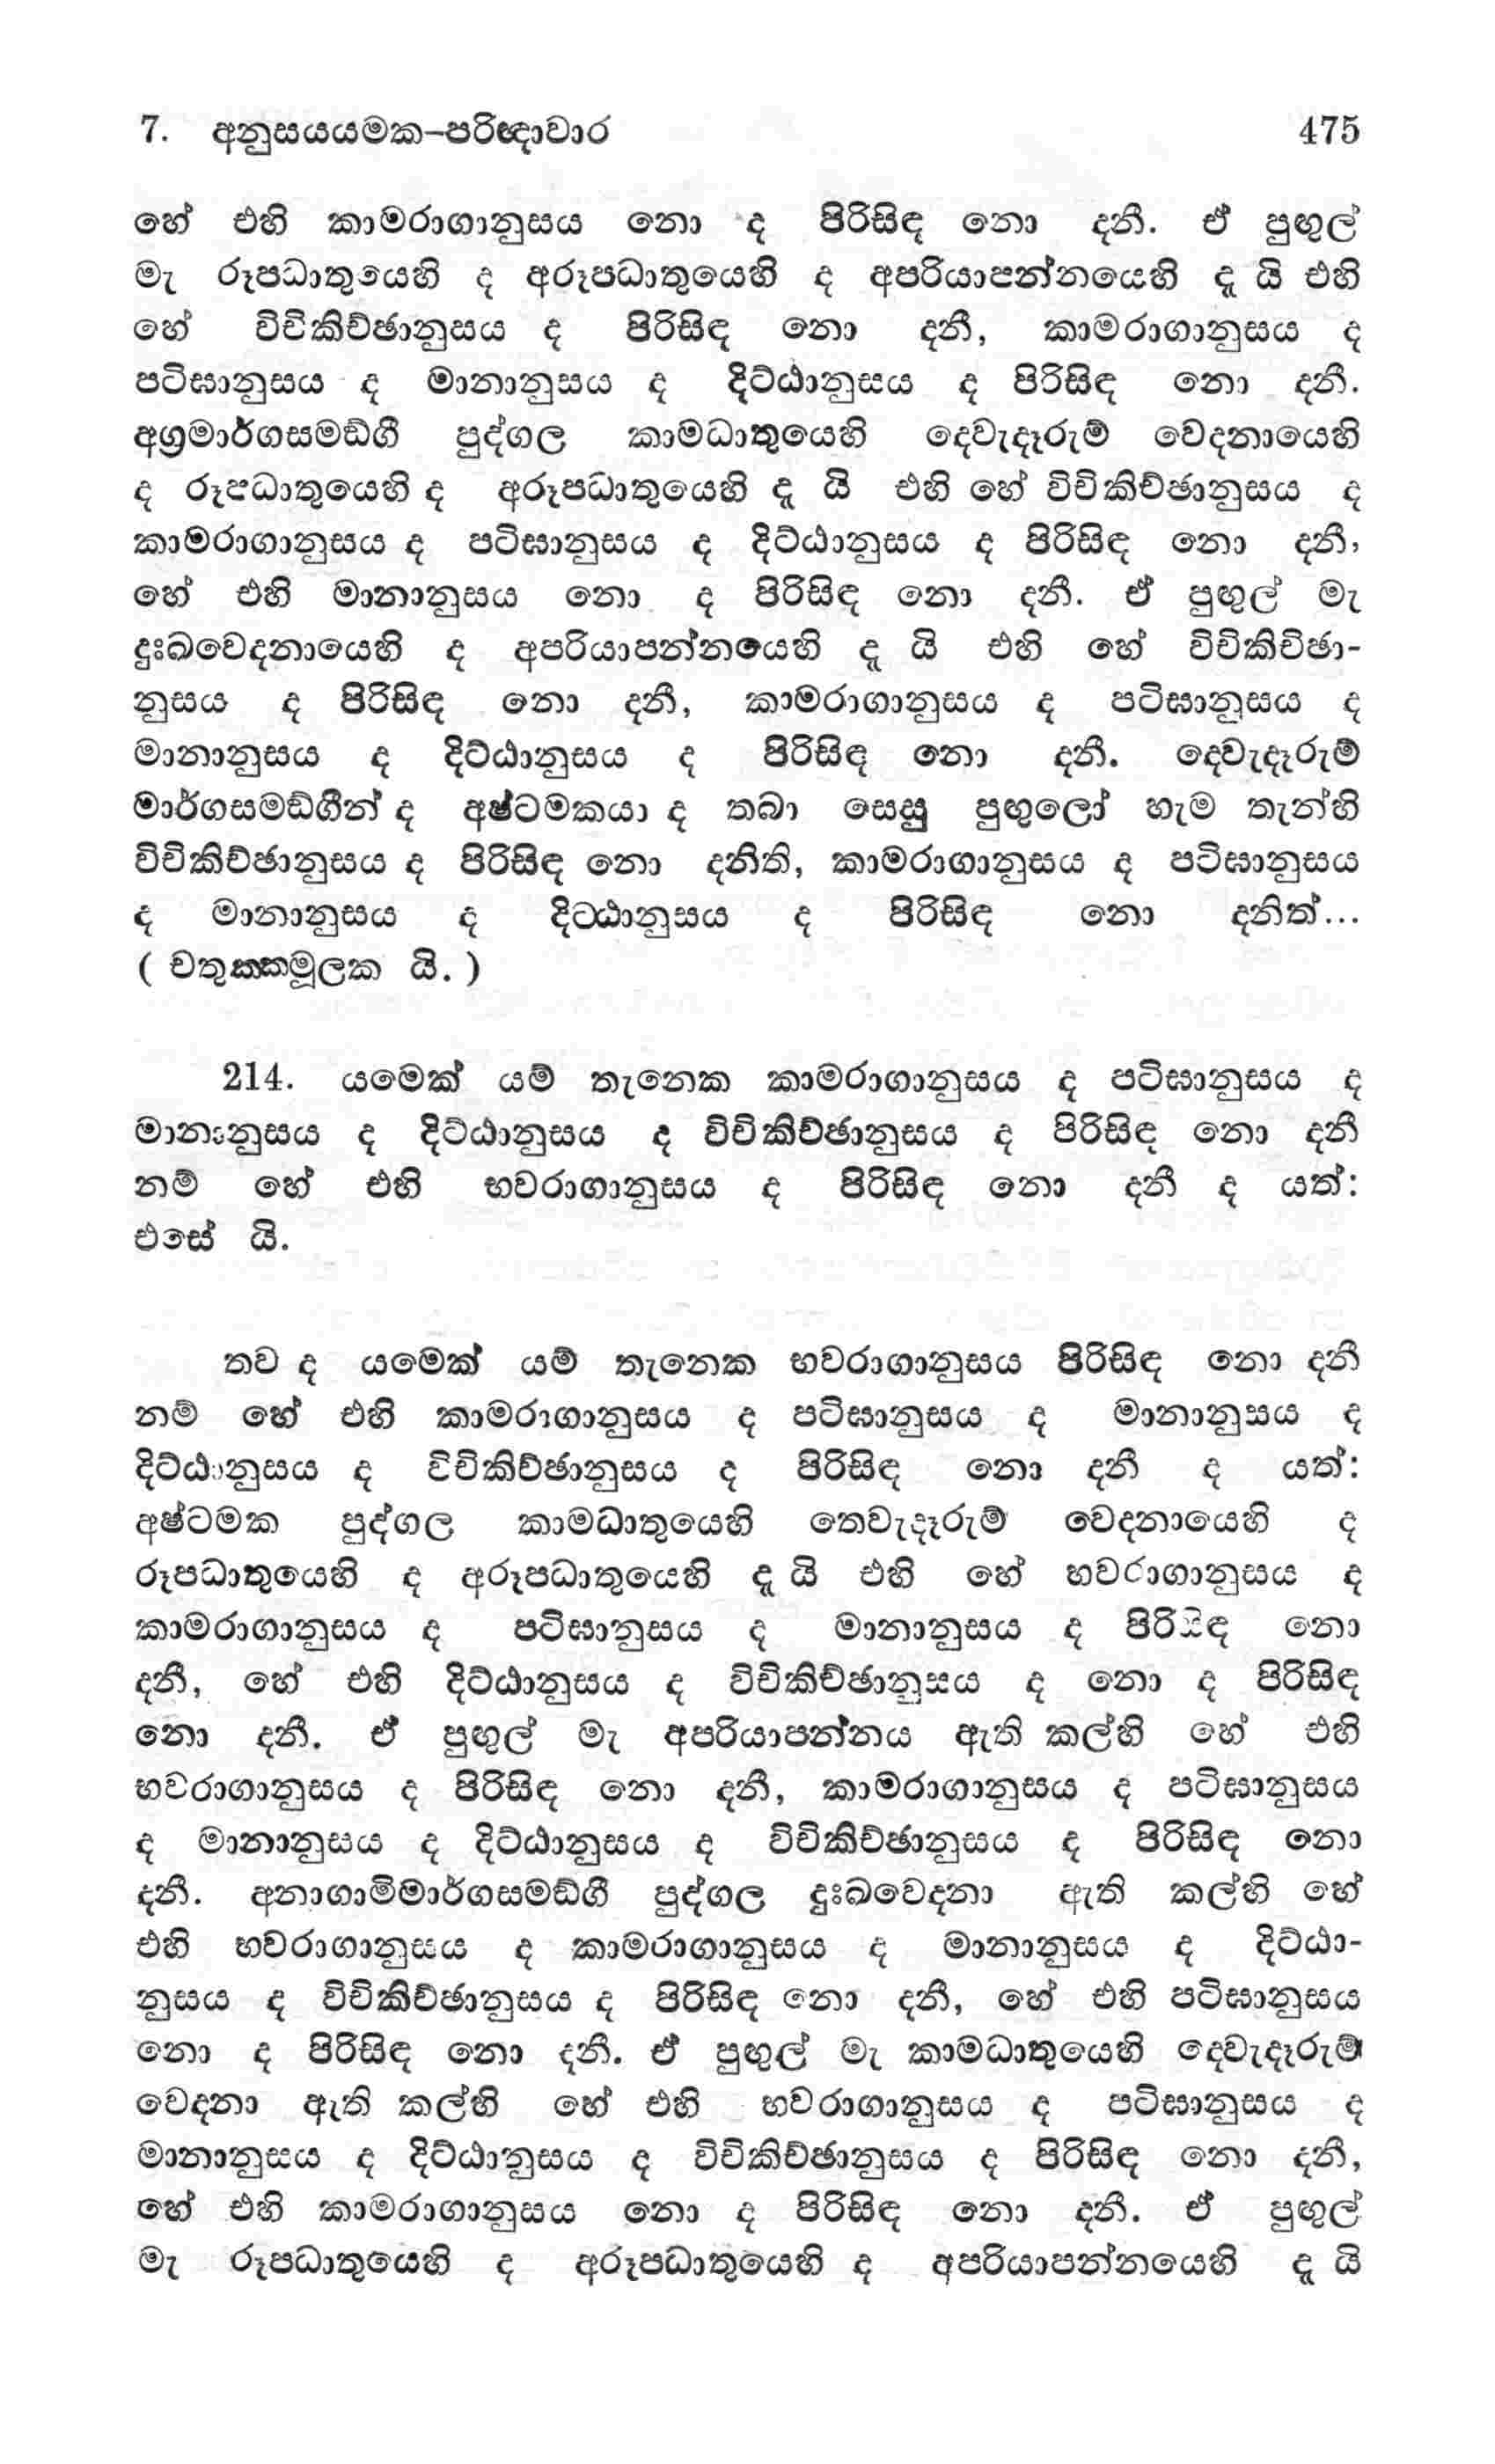 7. අනුසයයමක-පරිඥාවාර 475
හේ එහි කාමරාගානුසය නො ද පිරිසිඳ නො දනී. ඒ පුඟුල්
මැ රූපධාතුයෙහි ද අරූපධාතුයෙහි ද අපරියාපන්නයෙහි දූ යි එහි
හේ විචිකිච්ඡානුසය ද පිරිසිඳ නො දනී, කාමරාගානුසය ද
පටිඝානුසය ද මානානුසය ද දිට්ඨානුසය ද පිරිසිඳ නො දනී.
අග්‍රමාර්ගසමඞ්ගී පුද්ගල කාමධාතුයෙහි දෙවැදෑරුම් වෙදනායෙහි
ද රූපධාතුයෙහි ද අරූපධාතුයෙහි දූ යි එහි හේ විචිකිච්ඡානුසය ද
කාමරාගානුසය ද පටිඝානුසය ද දිට්ඨානුසය ද පිරිසිඳ නො දනී,
හේ එහි මානානුසය නො ද පිරිසිඳ නො දනී. ඒ පුඟුල් මැ
දුඃඛවෙදනායෙහි ද අපරියාපන්නයෙහි දූ යි එහි හේ විචිකිචිඡා-
නුසය ද පිරිසිඳ නො දනී, කාමරාගානුසය ද පටිඝානුසය ද
මානානුසය ද දිට්ඨානුසය ද පිරිසිඳ නො දනී. දෙවැදෑරුම්
මාර්ගසමඞ්ගීන් ද අෂ්ටමකයා ද තබා සෙසු පුඟුලෝ හැම තැන්හි
විචිකිච්ඡානුසය ද පිරිසිඳ නො දනිති, කාමරාගානුසය ද පටිඝානුසය
ද මානානුසය ද දිට්ඨානුසය ද පිරිසිඳ නො දනිත්...
( චතුක්කමූලක යි. )
214. යමෙක් යම් තැනෙක කාමරාගානුසය ද පටිඝානුසය ද
මානානුසය ද දිට්ඨානුසය ද විචිකිච්ඡානුසය ද පිරිසිඳ නො දනී
නම් හේ එහි භවරාගානුසය ද පිරිසිඳ නො දනී ද යත්:
එසේ යි.
තව ද යමෙක් යම් තැනෙක භවරාගානුසය පිරිසිඳ නො දනී
නම් හේ එහි කාමරාගානුසය ද පටිඝානුසය ද මානානුසය ද
දිට්ඨානුසය ද විචිකිච්ඡානුසය ද පිරිසිඳ නො දනී ද යත්:
අෂ්ටමක පුද්ගල කාමධාතුයෙහි තෙවැදෑරුම් වෙදනායෙහි ද
රූපධාතුයෙහි ද අරූපධාතුයෙහි දූ යි එහි හේ භවරාගානුසය ද
කාමරාගානුසය ද පටිඝානුසය ද මානානුසය ද පිරිසිඳ නො
දනී, හේ එහි දිට්ඨානුසය ද විචිකිච්ඡානුසය ද නො ද පිරිසිඳ
නො දනී. ඒ පුඟුල් මැ අපරියාපන්නය ඇති කල්හි හේ එහි
භවරාගානුසය ද පිරිසිඳ නො දනී, කාමරාගානුසය ද පටිඝානුසය
ද මානානුසය ද දිට්ඨානුසය ද විචිකිච්ඡානුසය ද පිරිසිඳ නො
දනී. අනාගාමිමාර්ගසමඞ්ගී පුද්ගල දුඃඛවෙදනා ඇති කල්හි හේ
එහි භවරාගානුසය ද කාමරාගානුසය ද මානානුසය ද දිට්ඨා-
නුසය ද විචිකිච්ඡානුසය ද පිරිසිඳ නො දනී, හේ එහි පටිඝානුසය
නො ද පිරිසිඳ නො දනී. ඒ පුඟුල් මැ කාමධාතුයෙහි දෙවැදෑරුම්
වෙදනා ඇති කල්හි හේ එහි භවරාගානුසය ද පටිඝානුසය ද
මානානුසය ද දිට්ඨානුසය ද විචිකිච්ඡානුසය ද පිරිසිඳ නො දනී,
හේ එහි කාමරාගානුසය නො ද පිරිසිඳ නො දනී. ඒ පුඟුල්
මැ රූපධාතුයෙහි ද අරූපධාතුයෙහි ද අපරියාපන්නයෙහි දූ යි